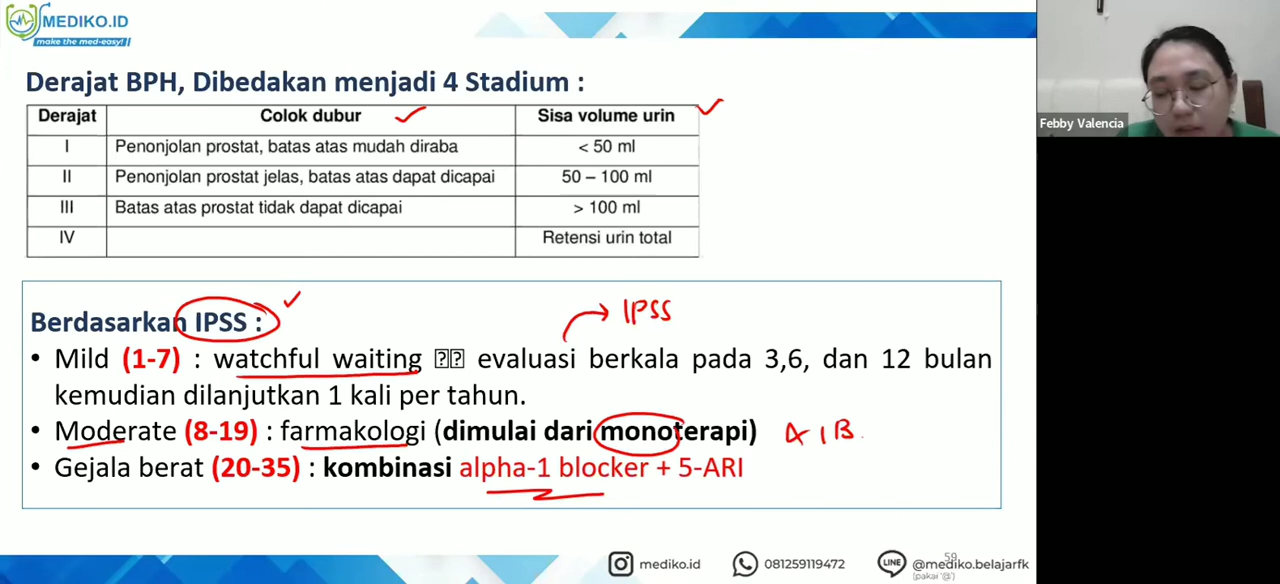 MEDIKO.ID
make the med-easy!
Derajat BPH, Dibedakan menjadi 4 Stadium :
Derajat Colok dubur Sisa volume urin
I Penonjolan prostat, batas atas mudah diraba < 50 ml
II Penonjolan prostat jelas, batas atas dapat dicapai 50 – 100 ml
III Batas atas prostat tidak dapat dicapai > 100 ml
IV Retensi urin total
Febby Valencia
IPSS
Berdasarkan IPSS :
• Mild (1-7) : watchful waiting evaluasi berkala pada 3,6, dan 12 bulan
kemudian dilanjutkan 1 kali per tahun.
• Moderate (8-19) : farmakologi (dimulai dari monoterapi) α1B
• Gejala berat (20-35) : kombinasi alpha-1 blocker + 5-ARI
59
mediko.id 081259119472 @mediko.belajarfk
(pakai '@')